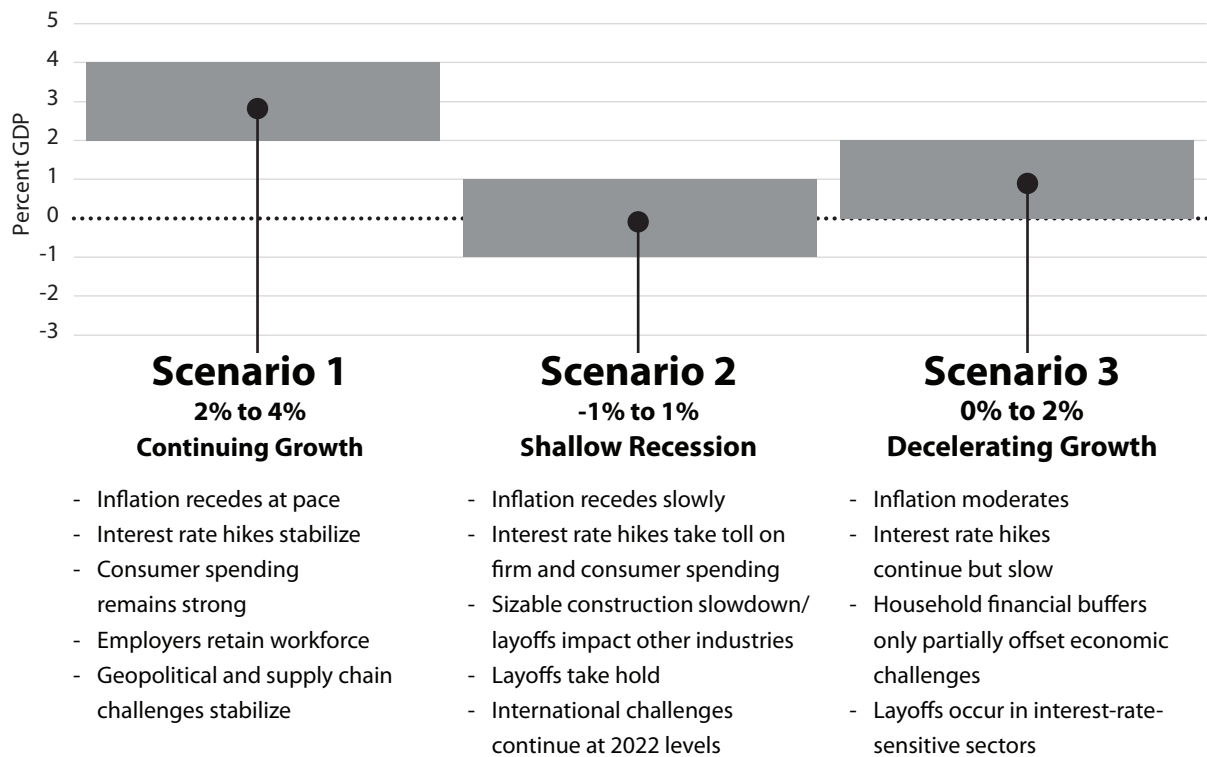 5
4
3
2
1
0
-1
-2
-3
Percent GDP
Scenario 1
2% to 4%
Continuing Growth
- Inflation recedes at pace
- Interest rate hikes stabilize
- Consumer spending
remains strong
- Employers retain workforce
- Geopolitical and supply chain
challenges stabilize
Scenario 2
-1% to 1%
Shallow Recession
- Inflation recedes slowly
- Interest rate hikes take toll on
firm and consumer spending
- Sizable construction slowdown/
layoffs impact other industries
- Layoffs take hold
- International challenges
continue at 2022 levels
Scenario 3
0% to 2%
Decelerating Growth
- Inflation moderates
- Interest rate hikes
continue but slow
- Household financial buffers
only partially offset economic
challenges
- Layoffs occur in interest-rate-
sensitive sectors